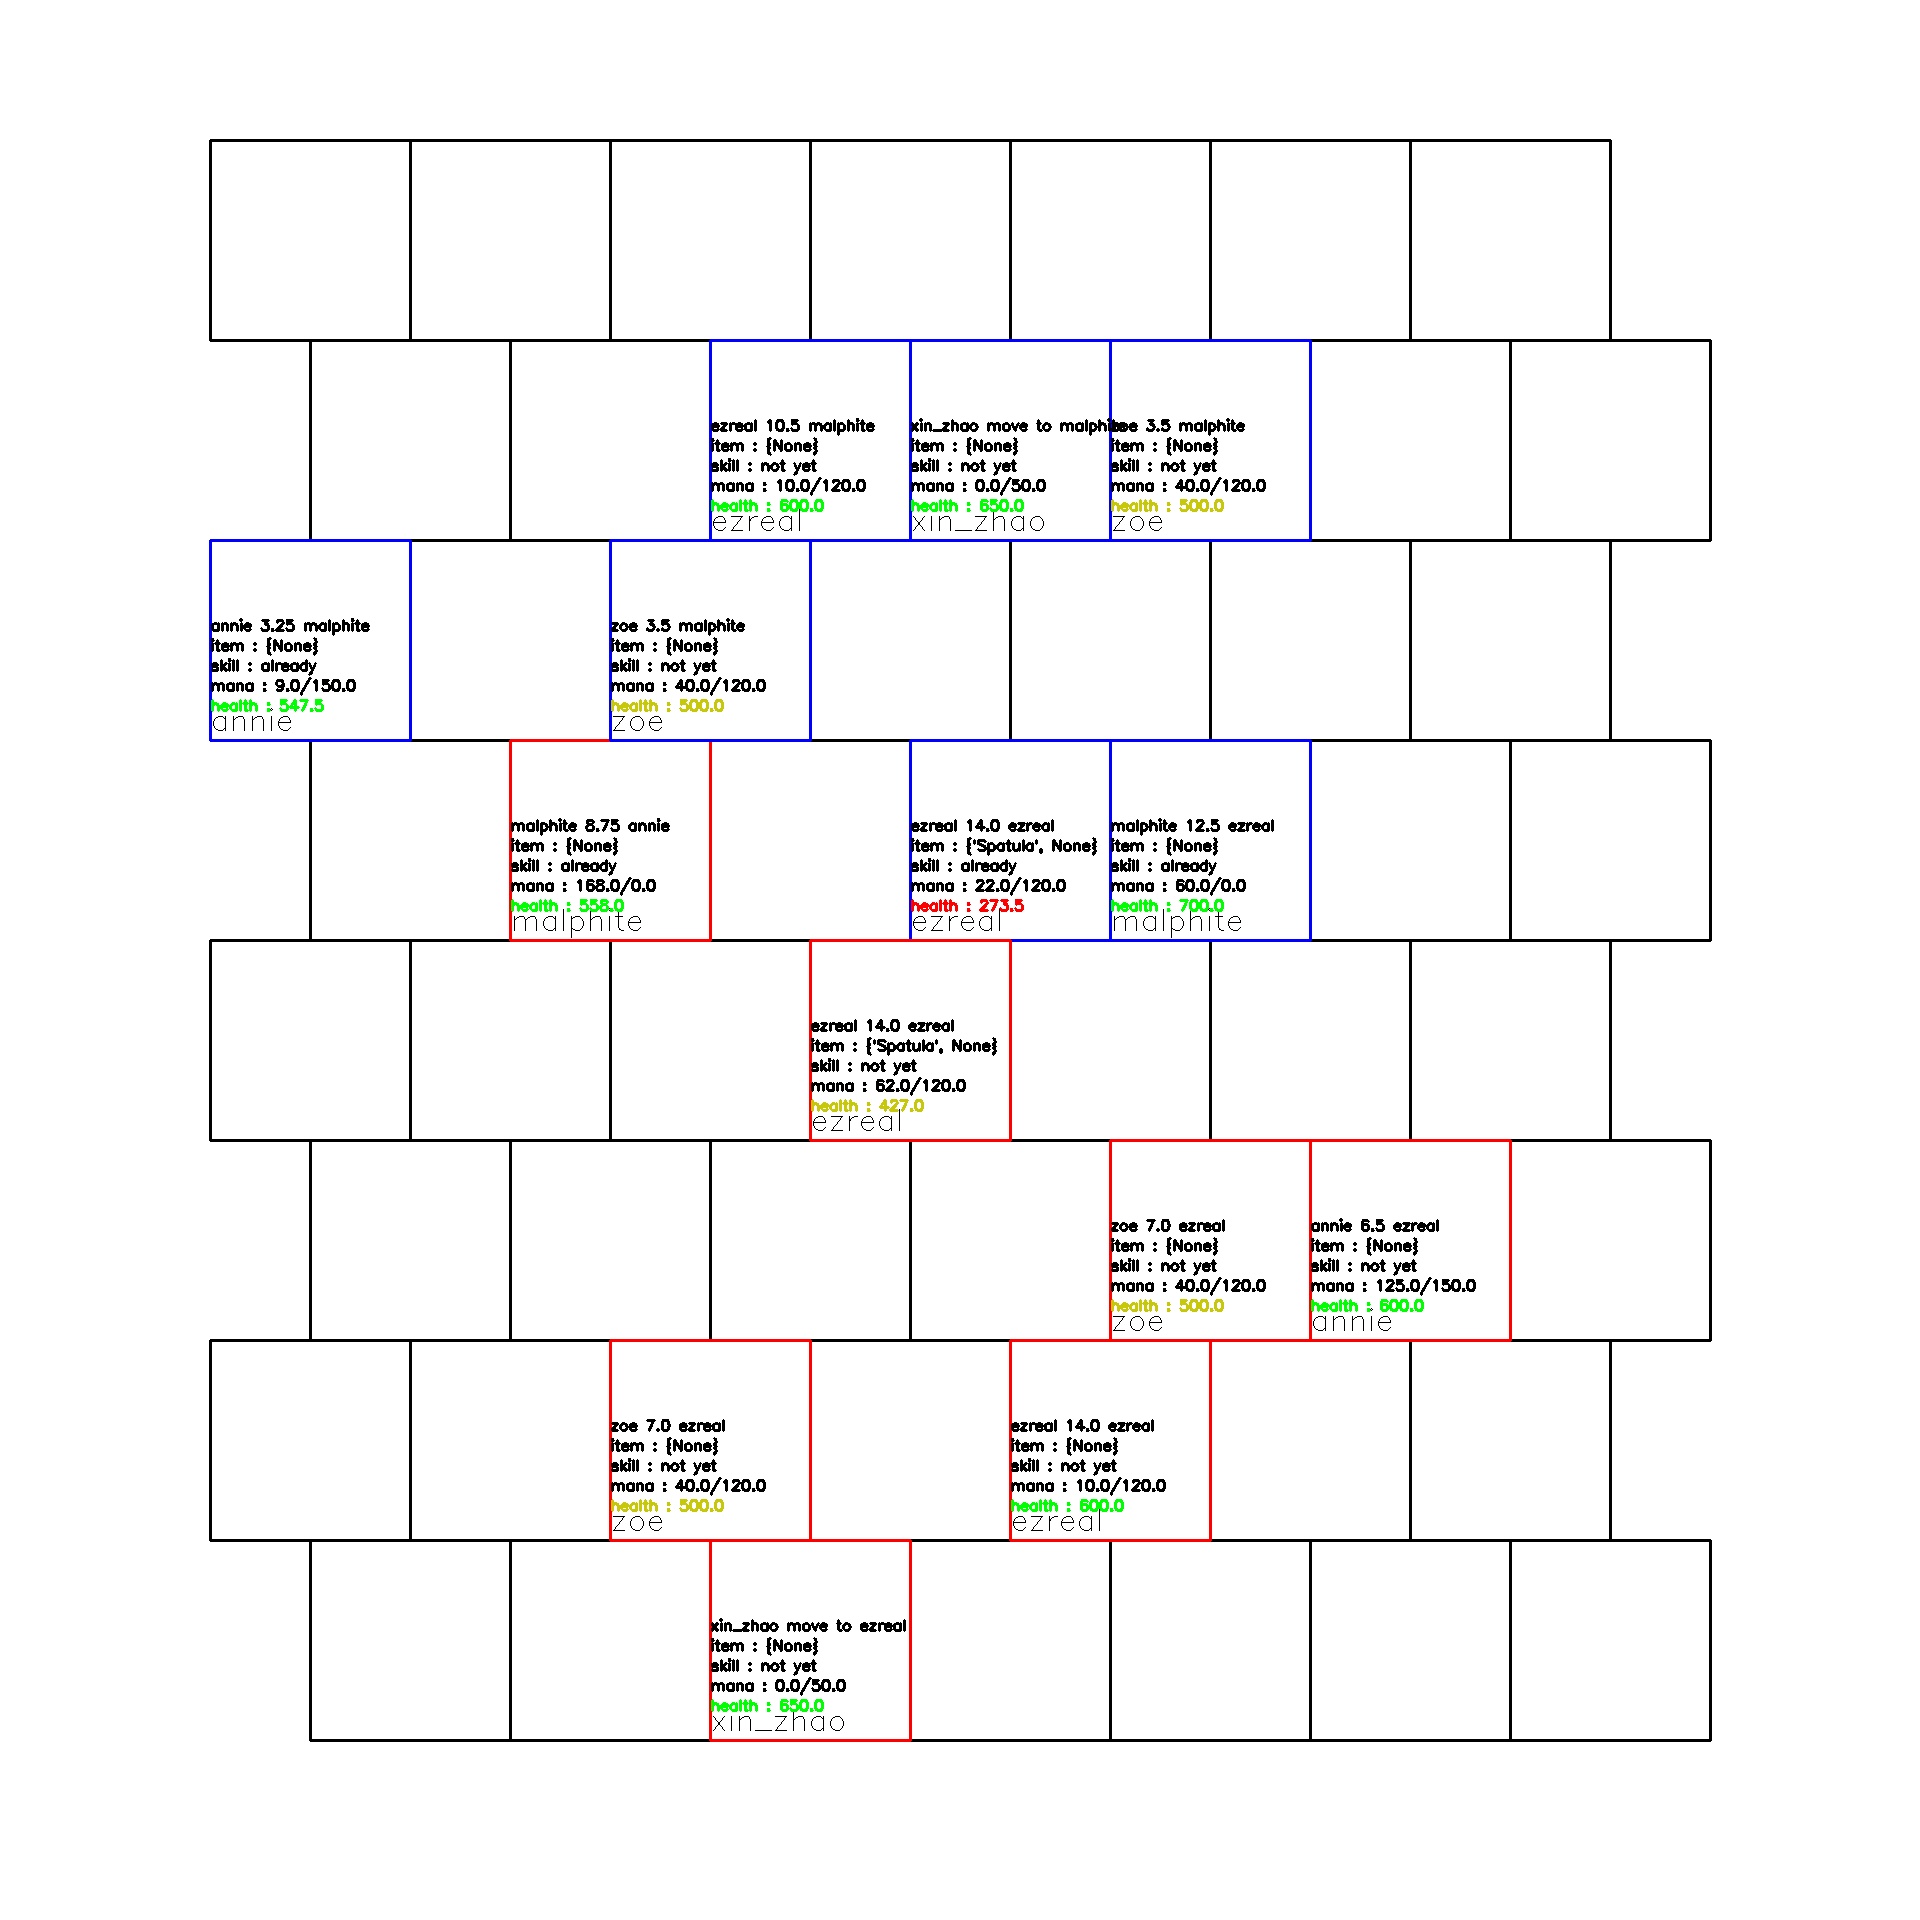 ezreal 10.5 malphite
item : {None}
skill : not yet
mana : 10.0/120.0
health : 600.0
ezreal
xin_zhao move to malphite
item : {None}
skill : not yet
mana : 0.0/50.0
health : 650.0
xin_zhao
zoe 3.5 malphite
item : {None}
skill : not yet
mana : 40.0/120.0
health : 500.0
zoe
annie 3.25 malphite
item : {None}
skill : already
mana : 9.0/150.0
health : 547.5
annie
zoe 3.5 malphite
item : {None}
skill : not yet
mana : 40.0/120.0
health : 500.0
zoe
malphite 8.75 annie
item : {None}
skill : already
mana : 168.0/0.0
health : 558.0
malphite
ezreal 14.0 ezreal
item : {'Spatula', None}
skill : already
mana : 22.0/120.0
health : 273.5
ezreal
malphite 12.5 ezreal
item : {None}
skill : already
mana : 60.0/0.0
health : 700.0
malphite
ezreal 14.0 ezreal
item : {'Spatula', None}
skill : not yet
mana : 62.0/120.0
health : 427.0
ezreal
zoe 7.0 ezreal
item : {None}
skill : not yet
mana : 40.0/120.0
health : 500.0
zoe
annie 6.5 ezreal
item : {None}
skill : not yet
mana : 125.0/150.0
health : 600.0
annie
zoe 7.0 ezreal
item : {None}
skill : not yet
mana : 40.0/120.0
health : 500.0
zoe
ezreal 14.0 ezreal
item : {None}
skill : not yet
mana : 10.0/120.0
health : 600.0
ezreal
xin_zhao move to ezreal
item : {None}
skill : not yet
mana : 0.0/50.0
health : 650.0
xin_zhao